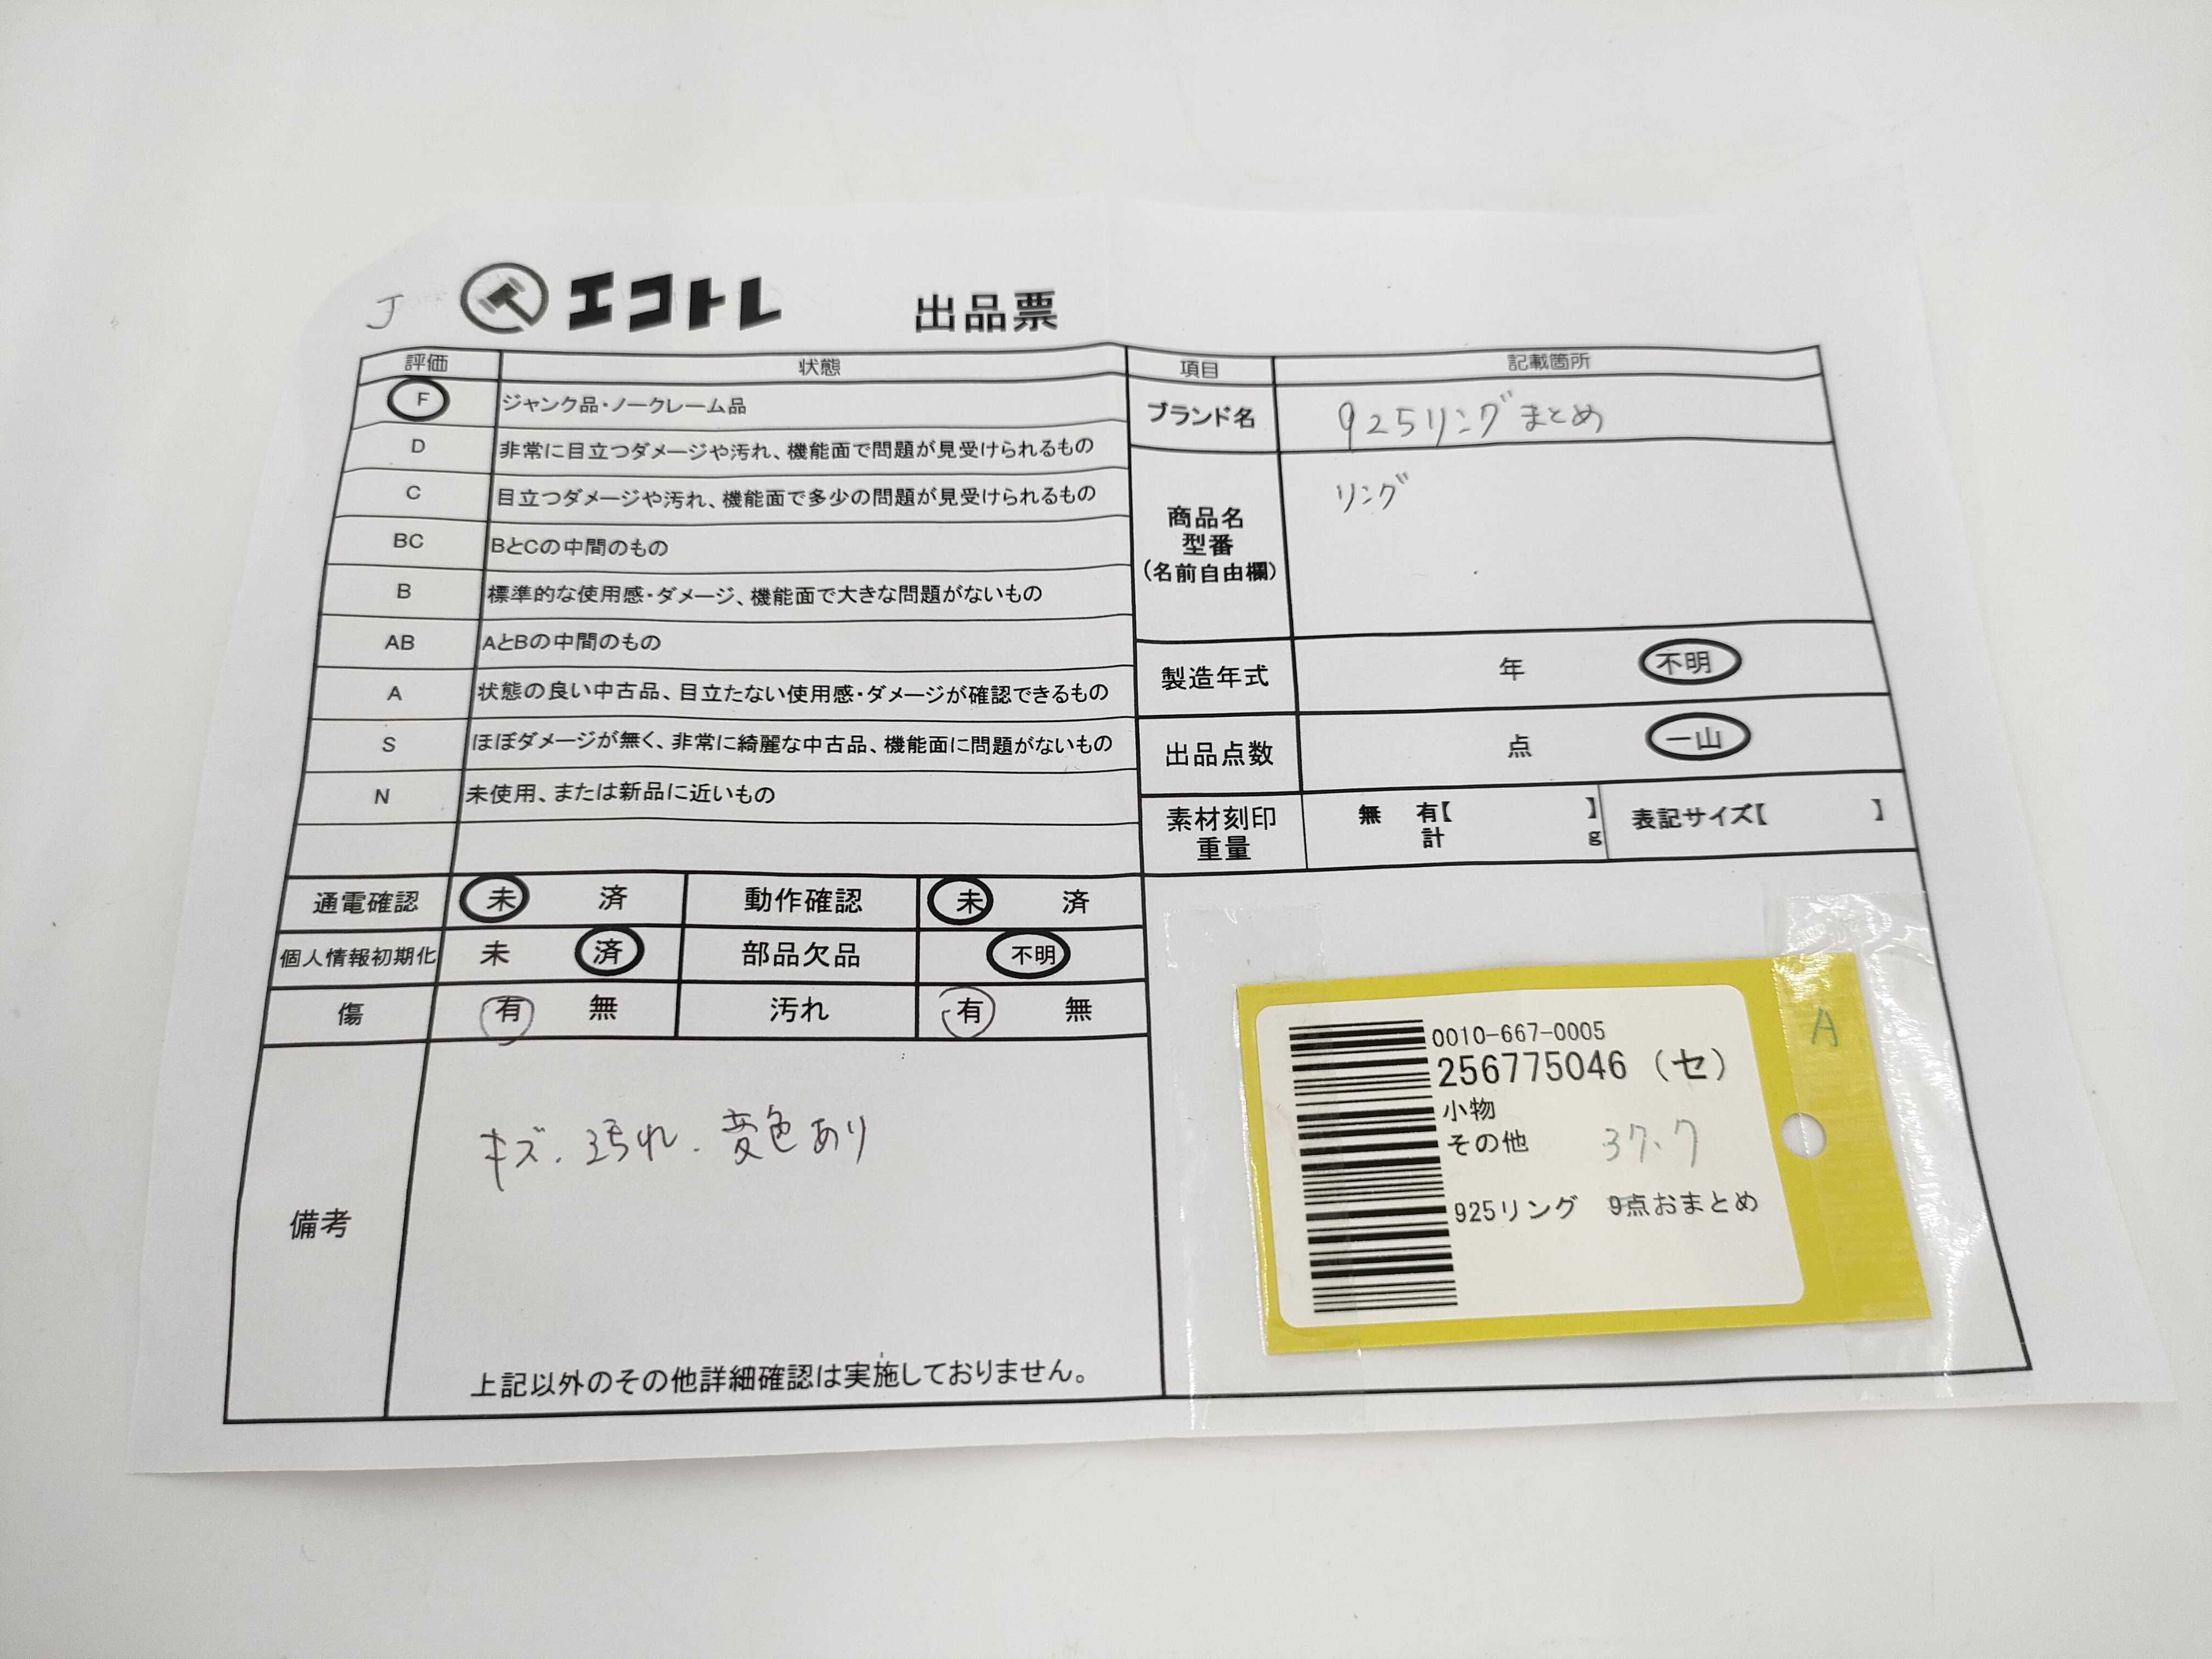 J エコトレ 出品票
評価 状態
F ジャンク品・ノークレーム品
D 非常に目立つダメージや汚れ、機能面で問題が見受けられるもの
C 目立つダメージや汚れ、機能面で多少の問題が見受けられるもの
BC BとCの中間のもの
B 標準的な使用感・ダメージ、機能面で大きな問題がないもの
AB AとBの中間のもの
A 状態の良い中古品、目立たない使用感・ダメージが確認できるもの
S ほぼダメージが無く、非常に綺麗な中古品、機能面に問題がないもの
N 未使用、または新品に近いもの
項目 記載箇所
ブランド名 925リングまとめ
商品名
型番
(名前自由欄)
リング
製造年式 年 不明
出品点数 点 一山
素材刻印
重量
無 有【 】
計 g
表記サイズ【 】
通電確認 未 済 動作確認 未 済
個人情報初期化 未 済 部品欠品 不明
傷 有 無 汚れ 有 無
備考
キズ、汚れ、変色あり
上記以外のその他詳細確認は実施しておりません。
A
0010-667-0005
256775046 (セ)
小物
その他 37.7
925リング 9点おまとめ